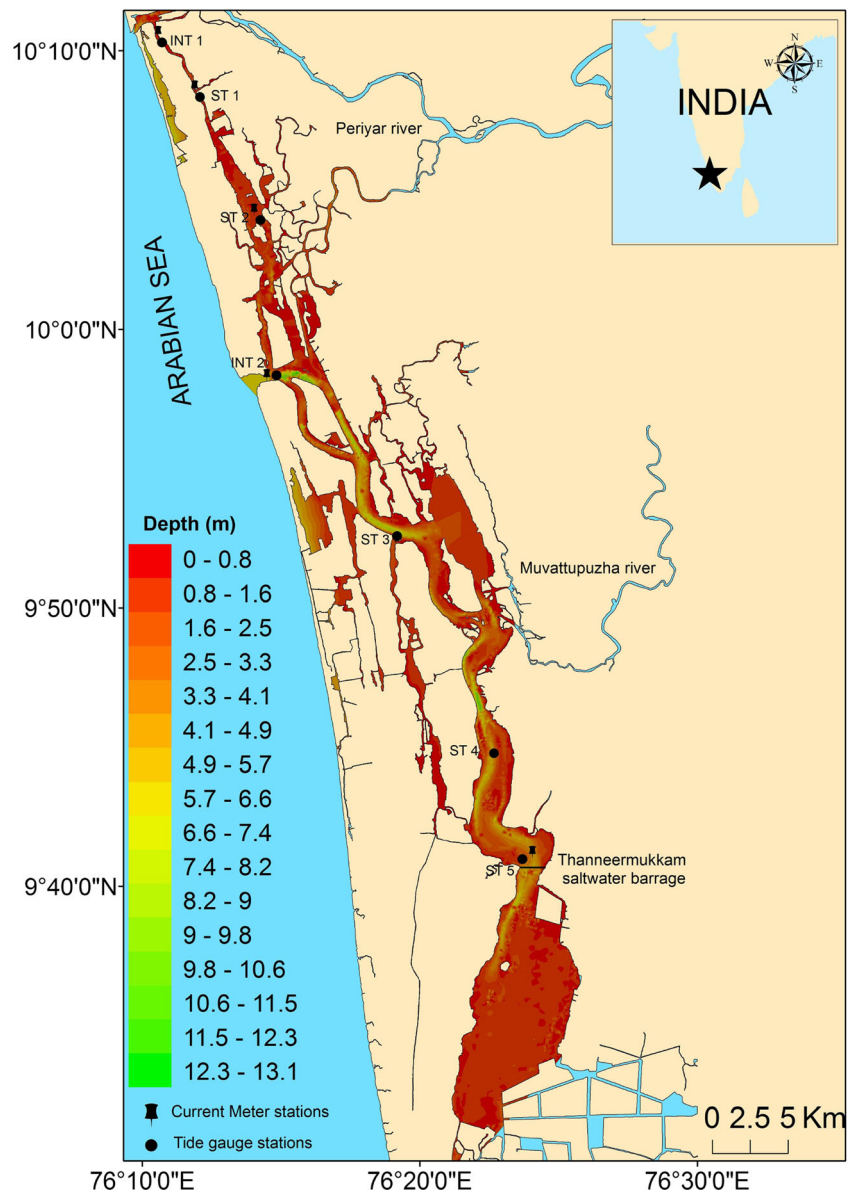 10°10'0"N
INT 1
ST 1
Periyar river
INDIA
N
W
E
S
ST 2
ARABIAN SEA
10°0'0"N
INT 2
Depth (m)
0 - 0.8
0.8 - 1.6
1.6 - 2.5
2.5 - 3.3
3.3 - 4.1
4.1 - 4.9
4.9 - 5.7
5.7 - 6.6
6.6 - 7.4
7.4 - 8.2
8.2 - 9
9 - 9.8
9.8 - 10.6
10.6 - 11.5
11.5 - 12.3
12.3 - 13.1
Current Meter stations
Tide gauge stations
ST 3
Muvattupuzha river
9°50'0"N
ST 4
ST 5
Thanneermukkam
saltwater barrage
9°40'0"N
0 2.5 5 Km
76°10'0"E
76°20'0"E
76°30'0"E